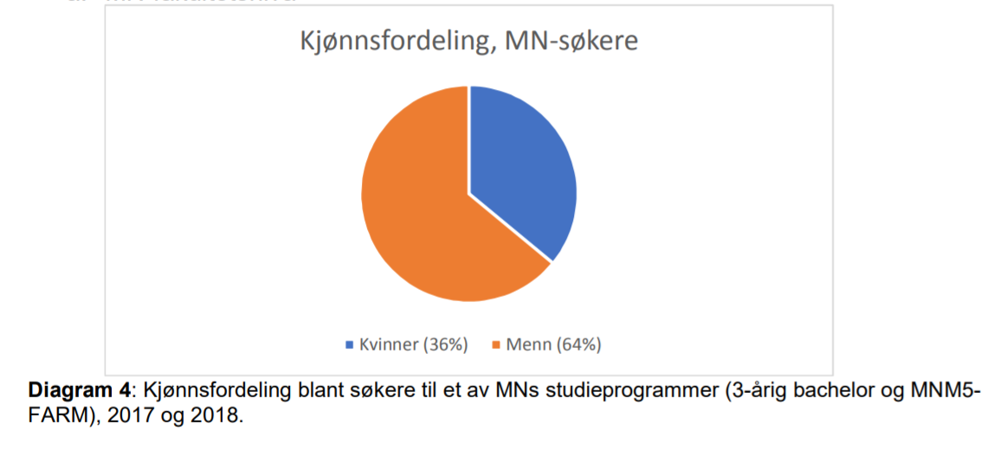 Kjønnsfordeling, MN-søkere
Kvinner (36%) Menn (64%)
Diagram 4: Kjønnsfordeling blant søkere til et av MNs studieprogrammer (3-årig bachelor og MNM5-
FARM), 2017 og 2018.